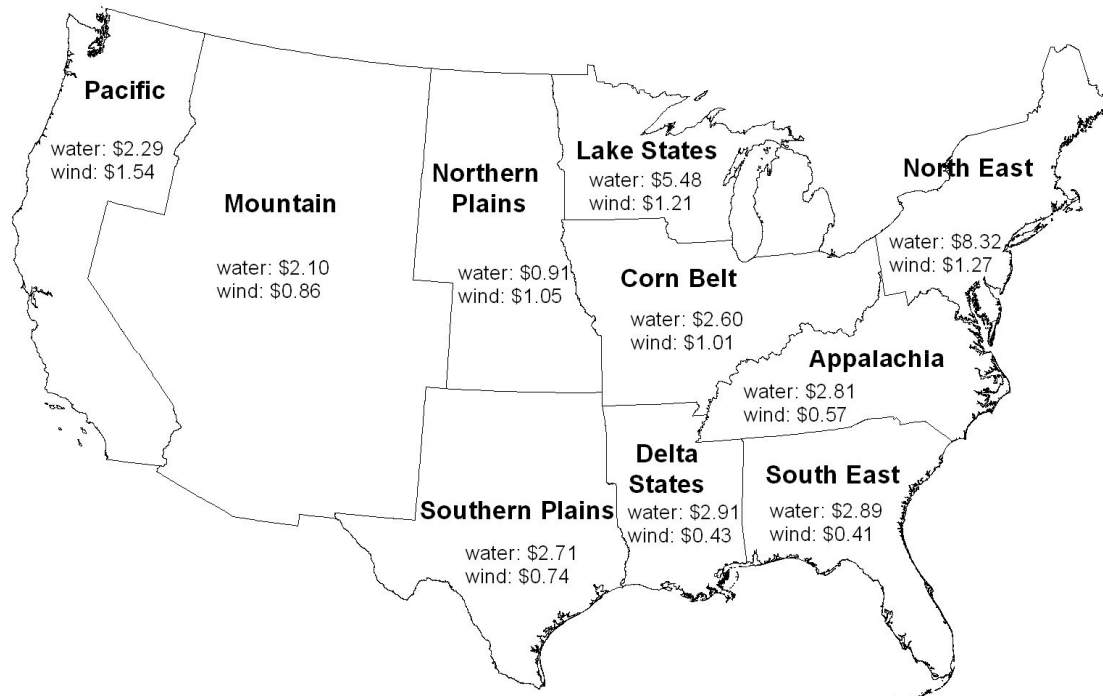 Pacific
water: $2.29
wind: $1.54
Mountain
water: $2.10
wind: $0.86
Northern
Plains
water: $0.91
wind: $1.05
Lake States
water: $5.48
wind: $1.21
North East
water: $8.32
wind: $1.27
Corn Belt
water: $2.60
wind: $1.01
Appalachia
water: $2.81
wind: $0.57
Delta
States
water: $2.91
wind: $0.43
South East
water: $2.89
wind: $0.41
Southern Plains
water: $2.71
wind: $0.74